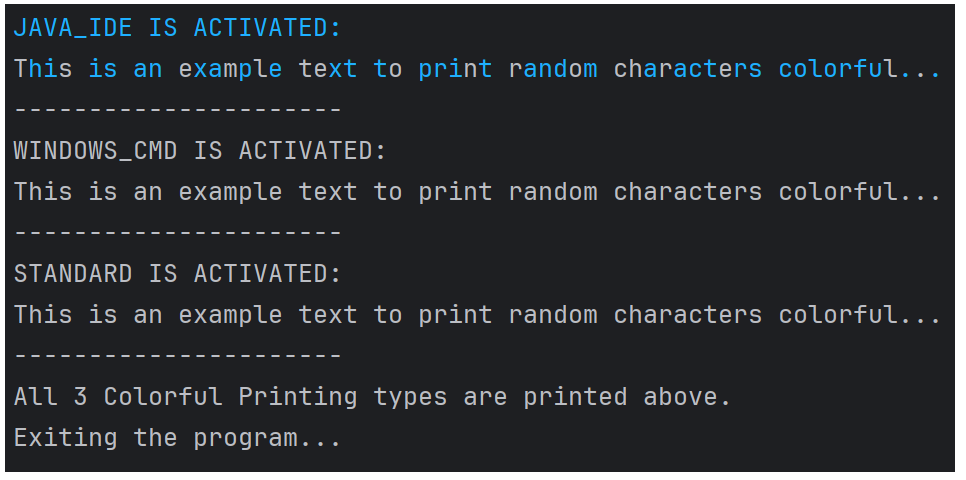 JAVA_IDE IS ACTIVATED:
This is an example text to print random characters colorful...
----------------------
WINDOWS_CMD IS ACTIVATED:
This is an example text to print random characters colorful...
----------------------
STANDARD IS ACTIVATED:
This is an example text to print random characters colorful...
----------------------
All 3 Colorful Printing types are printed above.
Exiting the program...